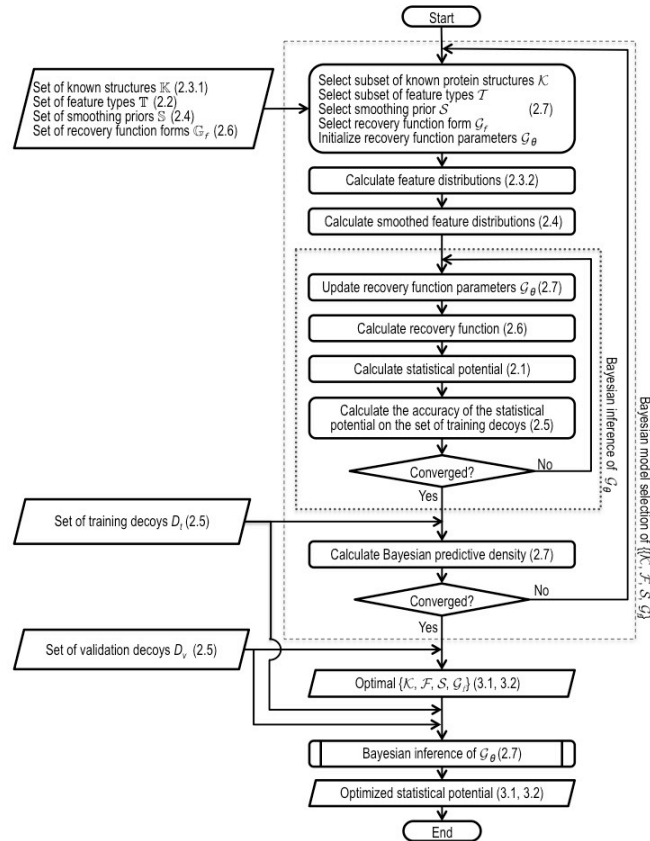 Start
Set of known structures 𝕂 (2.3.1)
Set of feature types 𝕋 (2.2)
Set of smoothing priors 𝕊 (2.4)
Set of recovery function forms 𝔾f (2.6)
Select subset of known protein structures 𝒦
Select subset of feature types 𝒯
Select smoothing prior 𝒮 (2.7)
Select recovery function form 𝒢f
Initialize recovery function parameters 𝒢θ
Calculate feature distributions (2.3.2)
Calculate smoothed feature distributions (2.4)
Update recovery function parameters 𝒢θ (2.7)
Calculate recovery function (2.6)
Calculate statistical potential (2.1)
Calculate the accuracy of the statistical
potential on the set of training decoys (2.5)
Converged?
No
Yes
Bayesian inference of 𝒢θ
Set of training decoys Dt (2.5)
Calculate Bayesian predictive density (2.7)
Converged?
No
Yes
Bayesian model selection of {𝒦, ℱ, 𝒮, 𝒢f}
Set of validation decoys Dv (2.5)
Optimal {𝒦, ℱ, 𝒮, 𝒢f} (3.1, 3.2)
Bayesian inference of 𝒢θ (2.7)
Optimized statistical potential (3.1, 3.2)
End